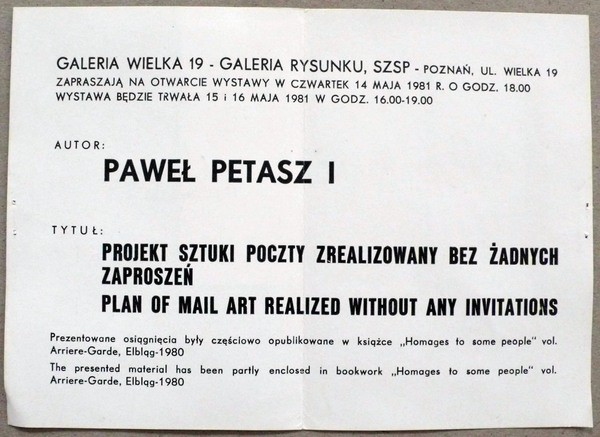 GALERIA WIELKA 19 - GALERIA RYSUNKU, SZSP - POZNAŃ, UL. WIELKA 19
ZAPRASZAJĄ NA OTWARCIE WYSTAWY W CZWARTEK 14 MAJA 1981 R. O GODZ. 18.00
WYSTAWA BĘDZIE TRWAŁA 15 i 16 MAJA 1981 W GODZ. 16.00-19.00
AUTOR:
PAWEŁ PETASZ I
TYTUŁ:
PROJEKT SZTUKI POCZTY ZREALIZOWANY BEZ ŻADNYCH
ZAPROSZEŃ
PLAN OF MAIL ART REALIZED WITHOUT ANY INVITATIONS
Prezentowane osiągnięcia były częściowo opublikowane w książce „Homages to some people" vol.
Arriere-Garde, Elbląg-1980
The presented material has been partly enclosed in bookwork „Homages to some people" vol.
Arriere-Garde, Elbląg-1980